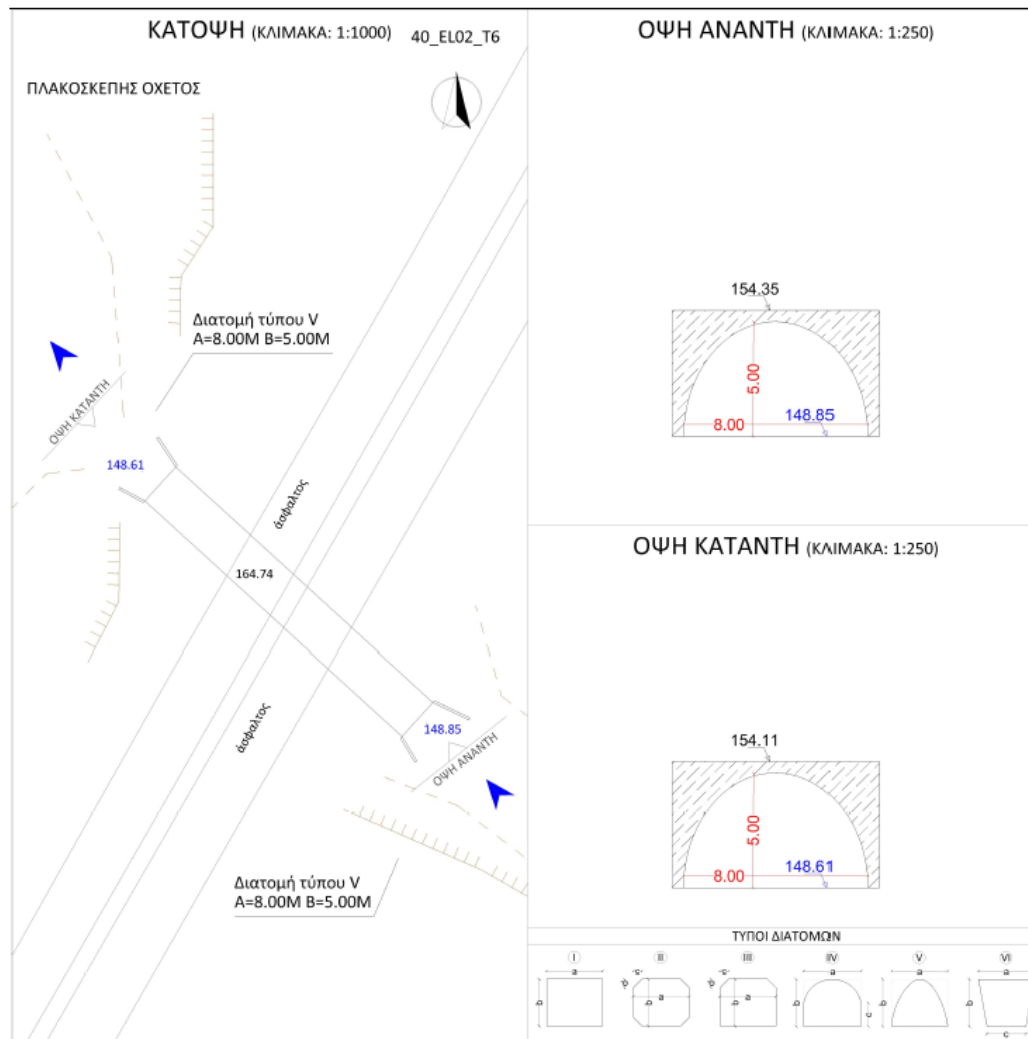 ΚΑΤΟΨΗ (ΚΛΙΜΑΚΑ: 1:1000)
40_EL02_T6
ΠΛΑΚΟΣΚΕΠΗΣ ΟΧΕΤΟΣ
Διατομή τύπου V
A=8.00M B=5.00M
ΟΨΗ ΚΑΤΑΝΤΗ
148.61
άσφαλτος
164.74
άσφαλτος
148.85
ΟΨΗ ΑΝΑΝΤΗ
Διατομή τύπου V
A=8.00M B=5.00M
ΟΨΗ ΑΝΑΝΤΗ (ΚΛΙΜΑΚΑ: 1:250)
154.35
5.00
8.00
148.85
ΟΨΗ ΚΑΤΑΝΤΗ (ΚΛΙΜΑΚΑ: 1:250)
154.11
5.00
8.00
148.61
ΤΥΠΟΙ ΔΙΑΤΟΜΩΝ
I II III IV V VI
a c c a a a
b d b a d b a b c b b
c